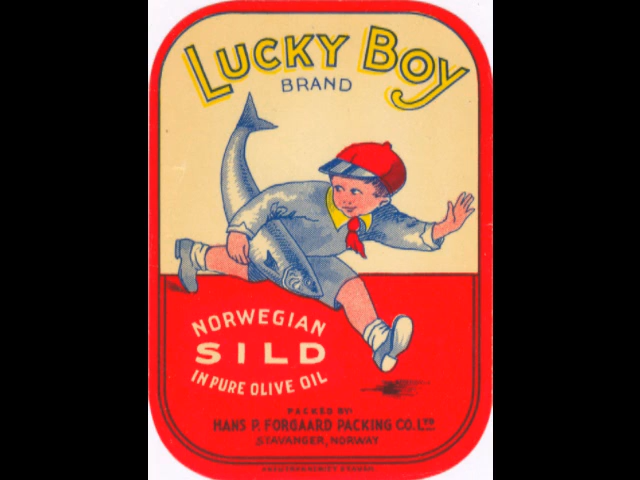 LUCKY BOY
BRAND
NORWEGIAN
SILD
IN PURE OLIVE OIL
PACKED BY:
HANS P. FORGAARD PACKING CO. LTD
STAVANGER, NORWAY